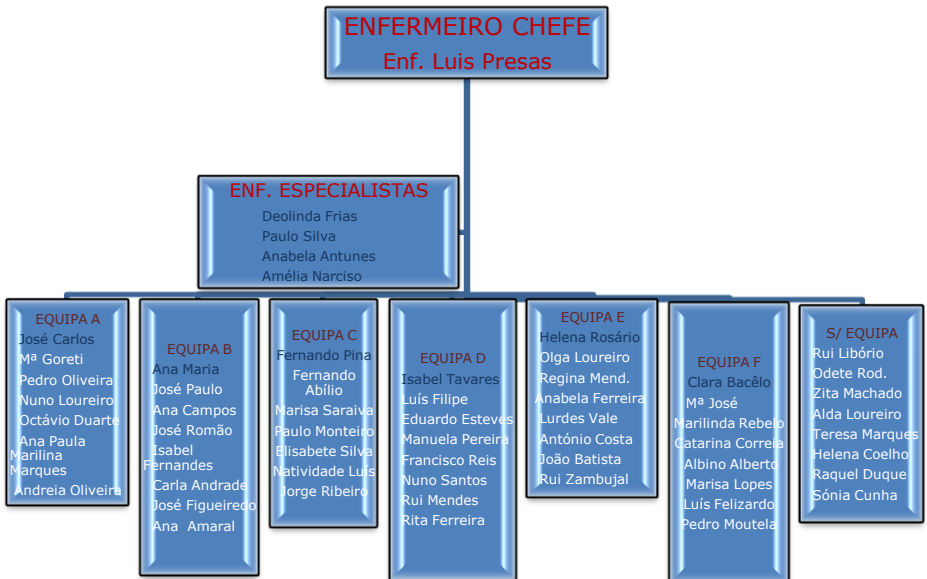 ENFERMEIRO CHEFE
Enf. Luis Presas
ENF. ESPECIALISTAS
Deolinda Frias
Paulo Silva
Anabela Antunes
Amélia Narciso
EQUIPA A
José Carlos
Mª Goreti
Pedro Oliveira
Nuno Loureiro
Octávio Duarte
Ana Paula
Marilina
Marques
Andreia Oliveira
EQUIPA B
Ana Maria
José Paulo
Ana Campos
José Romão
Isabel
Fernandes
Carla Andrade
José Figueiredo
Ana Amaral
EQUIPA C
Fernando Pina
Fernando
Abílio
Marisa Saraiva
Paulo Monteiro
Elisabete Silva
Natividade Luís
Jorge Ribeiro
EQUIPA D
Isabel Tavares
Luís Filipe
Eduardo Esteves
Manuela Pereira
Francisco Reis
Nuno Santos
Rui Mendes
Rita Ferreira
EQUIPA E
Helena Rosário
Olga Loureiro
Regina Mend.
Anabela Ferreira
Lurdes Vale
António Costa
João Batista
Rui Zambujal
EQUIPA F
Clara Bacêlo
Mª José
Marilinda Rebelo
Catarina Correia
Albino Alberto
Marisa Lopes
Luís Felizardo
Pedro Moutela
S/ EQUIPA
Rui Libório
Odete Rod.
Zita Machado
Alda Loureiro
Teresa Marques
Helena Coelho
Raquel Duque
Sónia Cunha